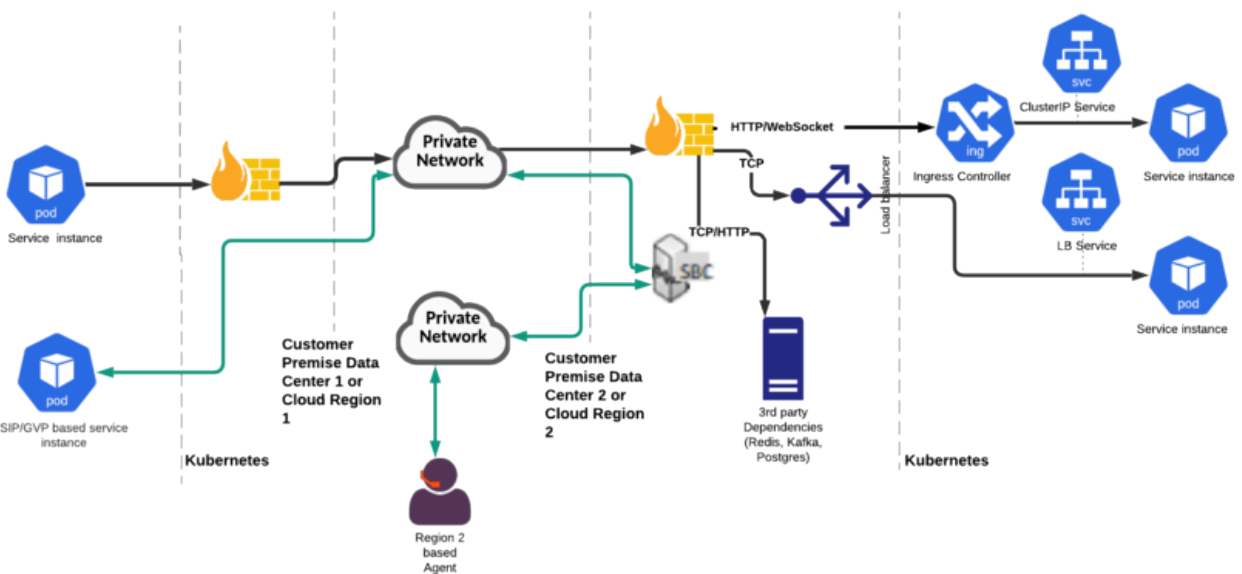 pod
Service instance
pod
SIP/GVP based service
instance
Kubernetes
Customer
Premise Data
Center 1 or
Cloud Region
1
Private
Network
Private
Network
Region 2
based
Agent
Customer
Premise Data
Center 2 or
Cloud Region
2
SBC
HTTP/WebSocket
TCP
TCP/HTTP
3rd party
Dependencies
(Redis, Kafka,
Postgres)
Load balancer
Kubernetes
ing
Ingress Controller
svc
ClusterIP Service
pod
Service instance
svc
LB Service
pod
Service instance